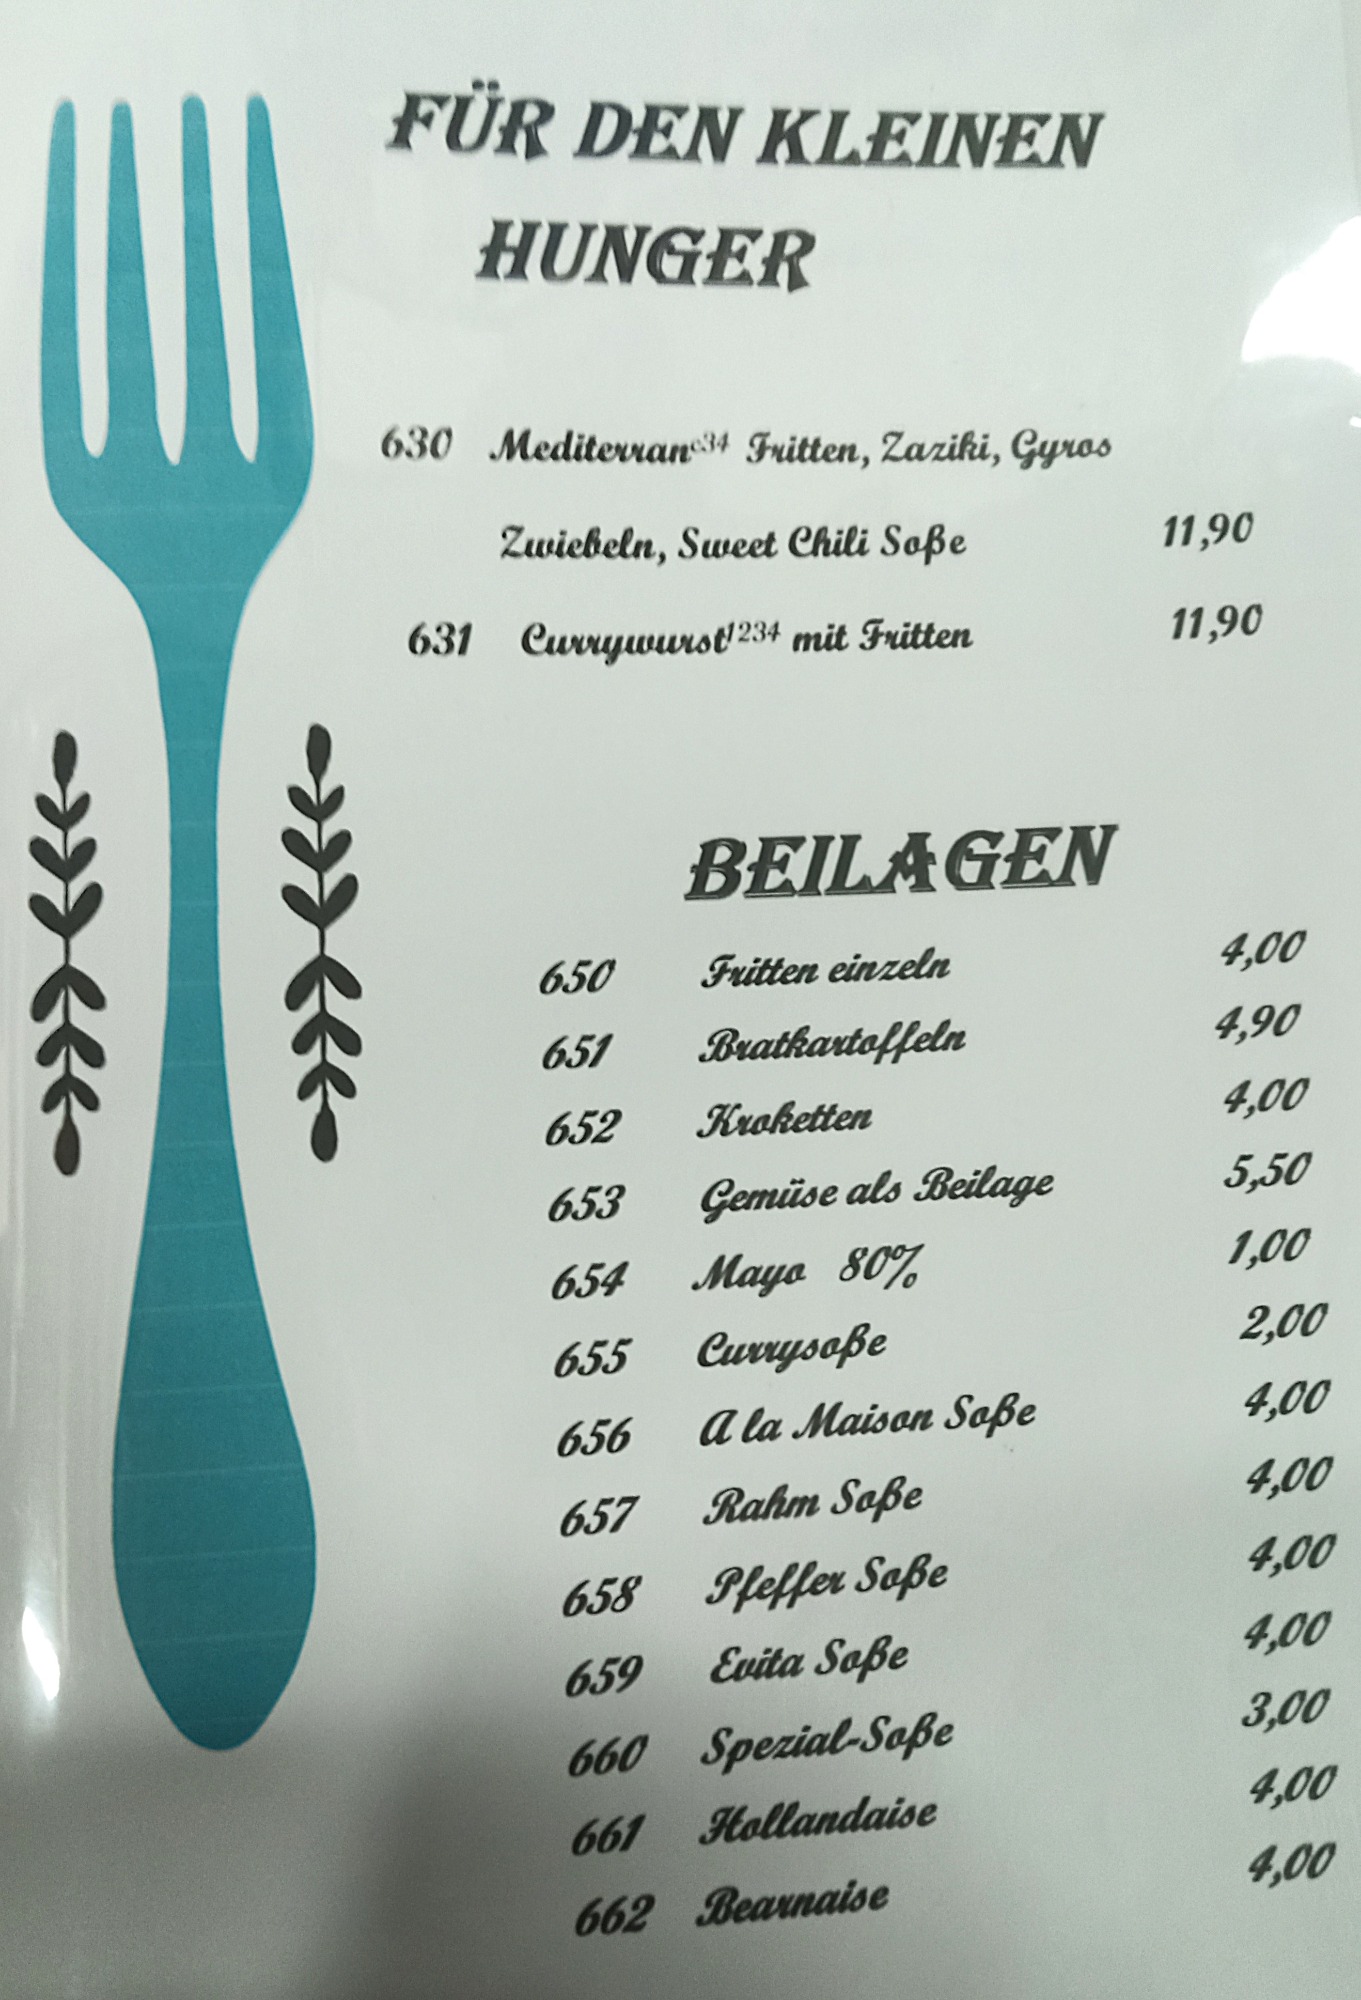 FÜR DEN KLEINEN
HUNGER
630 Mediterran c34 Fritten, Zaziki, Gyros
Zwiebeln, Sweet Chili Soße 11,90
631 Currywurst 1234 mit Fritten 11,90
BEILAGEN
650 Fritten einzeln 4,00
651 Bratkartoffeln 4,90
652 Kroketten 4,00
653 Gemüse als Beilage 5,50
654 Mayo 80% 1,00
655 Currysoße 2,00
656 A la Maison Soße 4,00
657 Rahm Soße 4,00
658 Pfeffer Soße 4,00
659 Evita Soße 4,00
660 Spezial-Soße 3,00
661 Hollandaise 4,00
662 Bearnaise 4,00